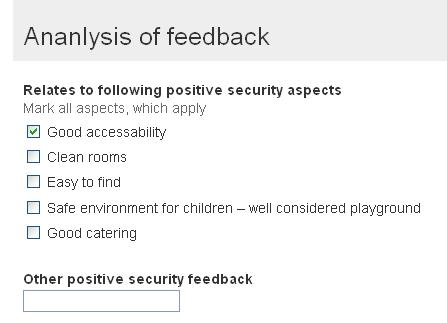 Ananlysis of feedback
Relates to following positive security aspects
Mark all aspects, which apply
Good accessability
Clean rooms
Easy to find
Safe environment for children – well considered playground
Good catering
Other positive security feedback